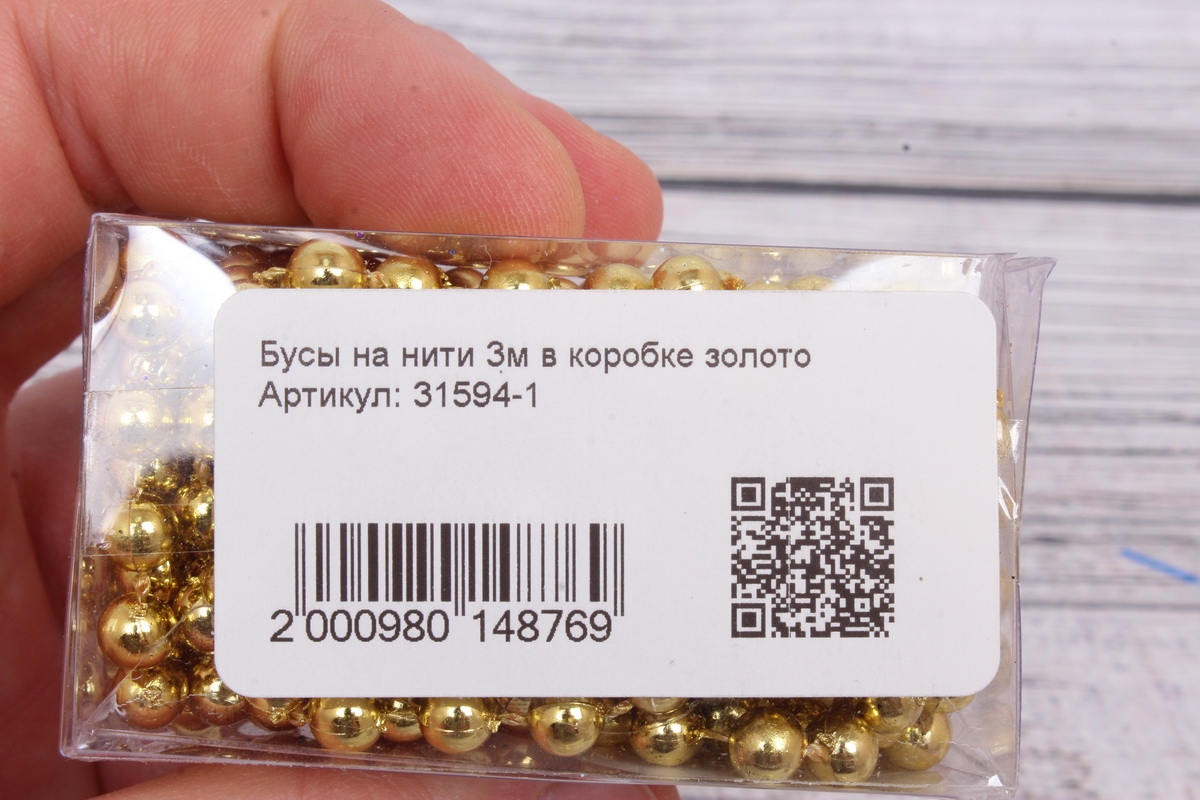 Бусы на нити 3м в коробке золото
Артикул: 31594-1
2 000980 148769